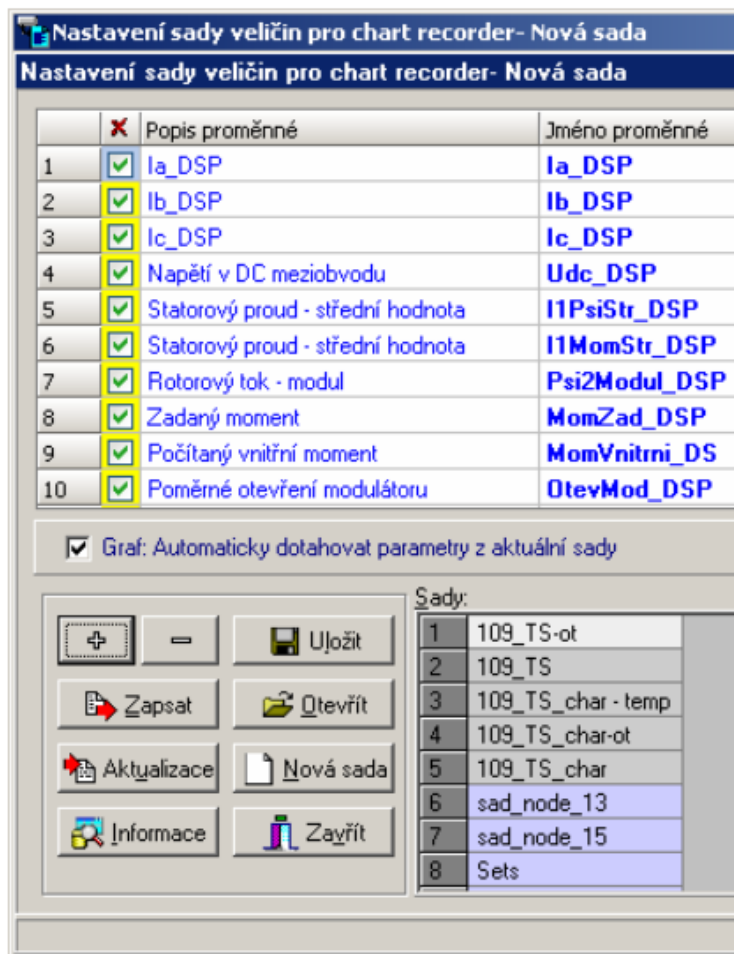 Nastavení sady veličin pro chart recorder- Nová sada
Nastavení sady veličin pro chart recorder- Nová sada
Popis proměnné Jméno proměnné
1 Ia_DSP Ia_DSP
2 Ib_DSP Ib_DSP
3 Ic_DSP Ic_DSP
4 Napětí v DC meziobvodu Udc_DSP
5 Statorový proud - střední hodnota I1PsiStr_DSP
6 Statorový proud - střední hodnota I1MomStr_DSP
7 Rotorový tok - modul Psi2Modul_DSP
8 Zadaný moment MomZad_DSP
9 Počítaný vnitřní moment MomVnitrni_DS
10 Poměrné otevření modulátoru OtevMod_DSP
Graf: Automaticky dotahovat parametry z aktuální sady
+ - Uložit
Zapsat Otevřít
Aktualizace Nová sada
Informace Zavřít
Sady:
1 109_TS-ot
2 109_TS
3 109_TS_char - temp
4 109_TS_char-ot
5 109_TS_char
6 sad_node_13
7 sad_node_15
8 Sets